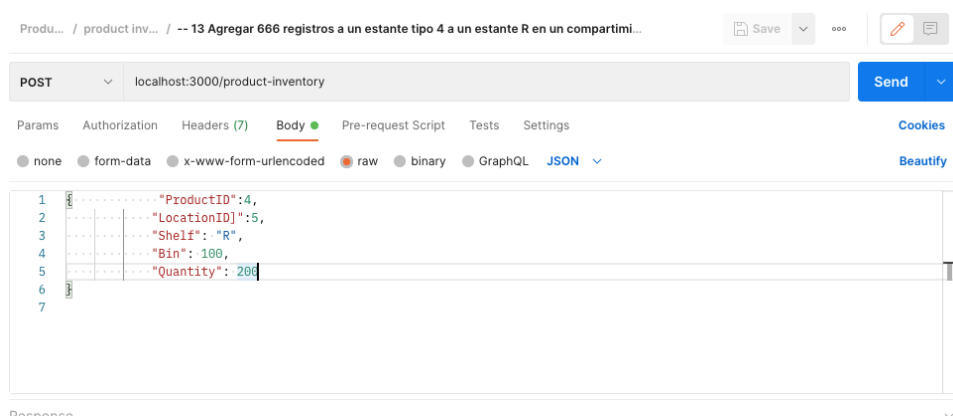 Produ... / product inv... / -- 13 Agregar 666 registros a un estante tipo 4 a un estante R en un compartimi... Save ooo
POST localhost:3000/product-inventory Send
Params Authorization Headers (7) Body Pre-request Script Tests Settings Cookies
none form-data x-www-form-urlencoded raw binary GraphQL JSON Beautify
1 { "ProductID":4,
2 "LocationID]":5,
3 "Shelf": "R",
4 "Bin": 100,
5 "Quantity": 200
6 }
7
Response